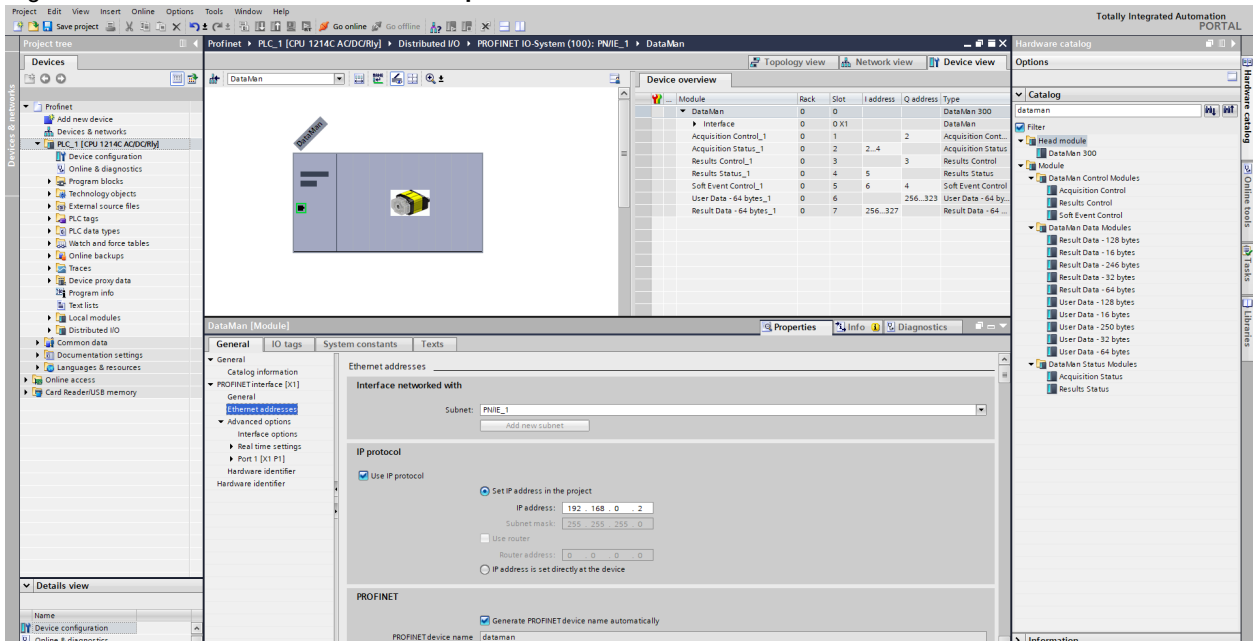 Project Edit View Insert Online Options Tools Window Help
Save project Go online Go offline
Totally Integrated Automation
PORTAL
Project tree
Devices
Profinet
Add new device
Devices & networks
PLC_1 [CPU 1214C AC/DC/Rly]
Device configuration
Online & diagnostics
Program blocks
Technology objects
External source files
PLC tags
PLC data types
Watch and force tables
Online backups
Traces
Device proxy data
Program info
Text lists
Local modules
Distributed I/O
Common data
Documentation settings
Languages & resources
Online access
Card Reader/USB memory
Details view
Name
Device configuration
Online & diagnostics
Devices & networks
Profinet PLC_1 [CPU 1214C AC/DC/Rly] Distributed I/O PROFINET IO-System (100): PN/IE_1 DataMan
Topology view Network view Device view
DataMan
DataMan
Device overview
... Module Rack Slot I address Q address Type
DataMan 0 0 DataMan 300
Interface 0 0 X1 DataMan
Acquisition Control_1 0 1 2 Acquisition Cont...
Acquisition Status_1 0 2 2...4 Acquisition Status
Results Control_1 0 3 3 Results Control
Results Status_1 0 4 5 Results Status
Soft Event Control_1 0 5 6 4 Soft Event Control
User Data - 64 bytes_1 0 6 256...323 User Data - 64 by...
Result Data - 64 bytes_1 0 7 256...327 Result Data - 64 ...
DataMan [Module]
Properties Info Diagnostics
General IO tags System constants Texts
General
Catalog information
PROFINET interface [X1]
General
Ethernet addresses
Advanced options
Interface options
Real time settings
Port 1 [X1 P1]
Hardware identifier
Hardware identifier
Ethernet addresses
Interface networked with
Subnet: PN/IE_1
Add new subnet
IP protocol
Use IP protocol
Set IP address in the project
IP address: 192 . 168 . 0 . 2
Subnet mask: 255 . 255 . 255 . 0
Use router
Router address: 0 . 0 . 0 . 0
IP address is set directly at the device
PROFINET
Generate PROFINET device name automatically
PROFINET device name dataman
Hardware catalog
Options
Catalog
dataman
Filter
Head module
DataMan 300
Module
DataMan Control Modules
Acquisition Control
Results Control
Soft Event Control
DataMan Data Modules
Result Data - 128 bytes
Result Data - 16 bytes
Result Data - 246 bytes
Result Data - 32 bytes
Result Data - 64 bytes
User Data - 128 bytes
User Data - 16 bytes
User Data - 250 bytes
User Data - 32 bytes
User Data - 64 bytes
DataMan Status Modules
Acquisition Status
Results Status
Information
Hardware catalog
Online tools
Tasks
Libraries